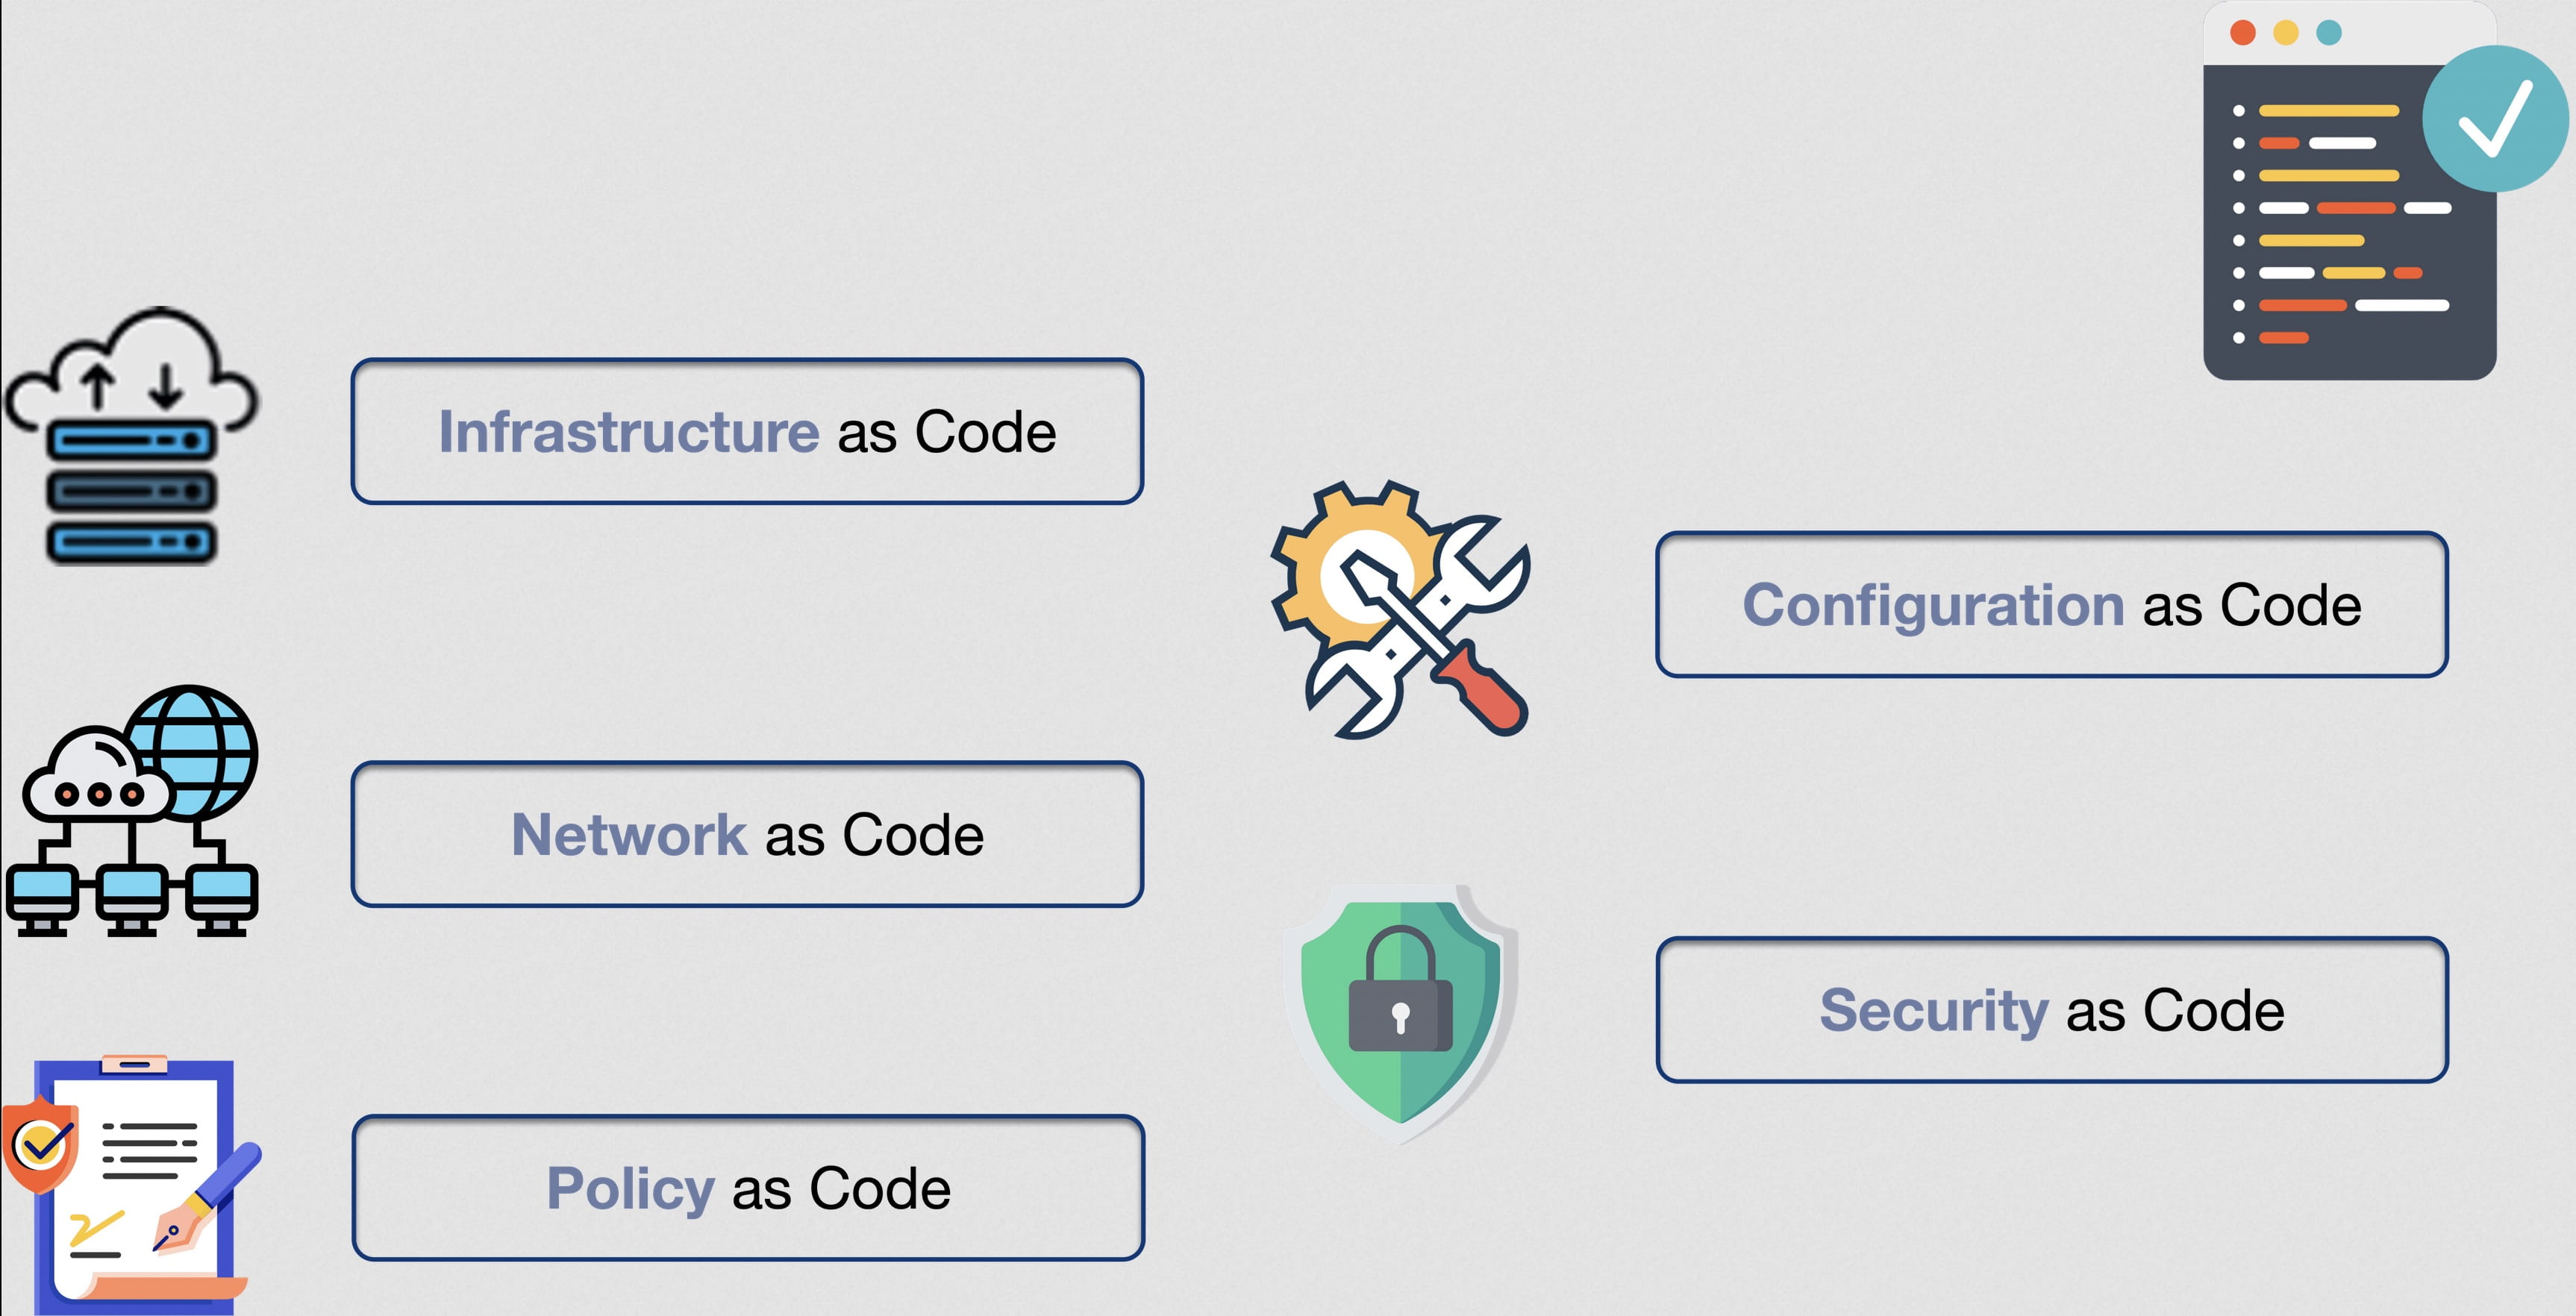 Infrastructure as Code
Configuration as Code
Network as Code
Security as Code
Policy as Code